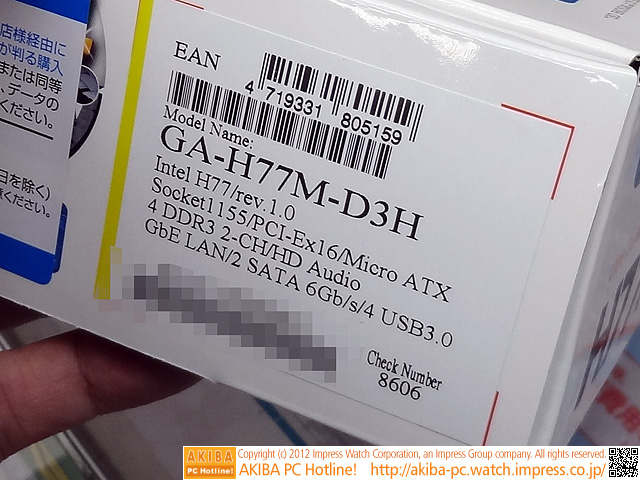 店様経由に
が判る購入
または同等
、データの
ください。
日を除く)
ください。
EAN
4 719331 805159
Model Name:
GA-H77M-D3H
Intel H77/rev.1.0
Socket1155/PCI-Ex16/Micro ATX
4 DDR3 2-CH/HD Audio
GbE LAN/2 SATA 6Gb/s/4 USB3.0
Check Number
8606
AKIBA
PC Hotline!
Copyright (c) 2012 Impress Watch Corporation, an Impress Group company. All rights reserved.
AKIBA PC Hotline! http://akiba-pc.watch.impress.co.jp/